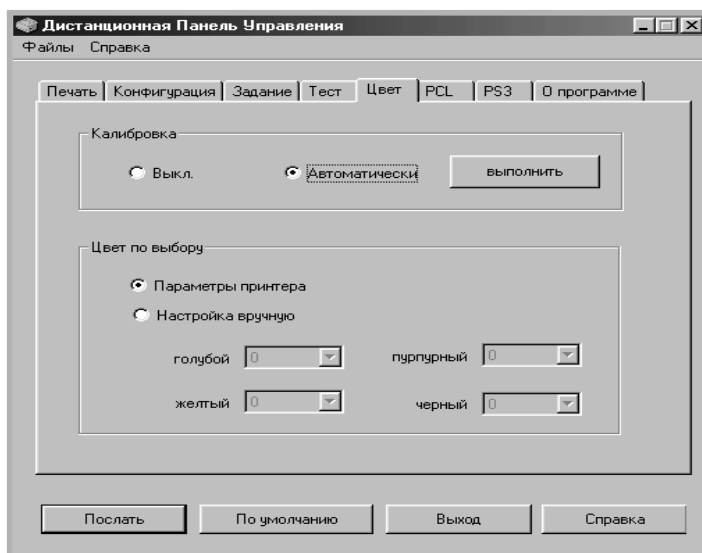 Дистанционная Панель Управления
Файлы Справка
Печать Конфигурация Задание Тест Цвет PCL PS3 О программе
Калибровка
Выкл. Автоматически выполнить
Цвет по выбору
Параметры принтера
Настройка вручную
голубой 0 пурпурный 0
желтый 0 черный 0
Послать По умолчанию Выход Справка